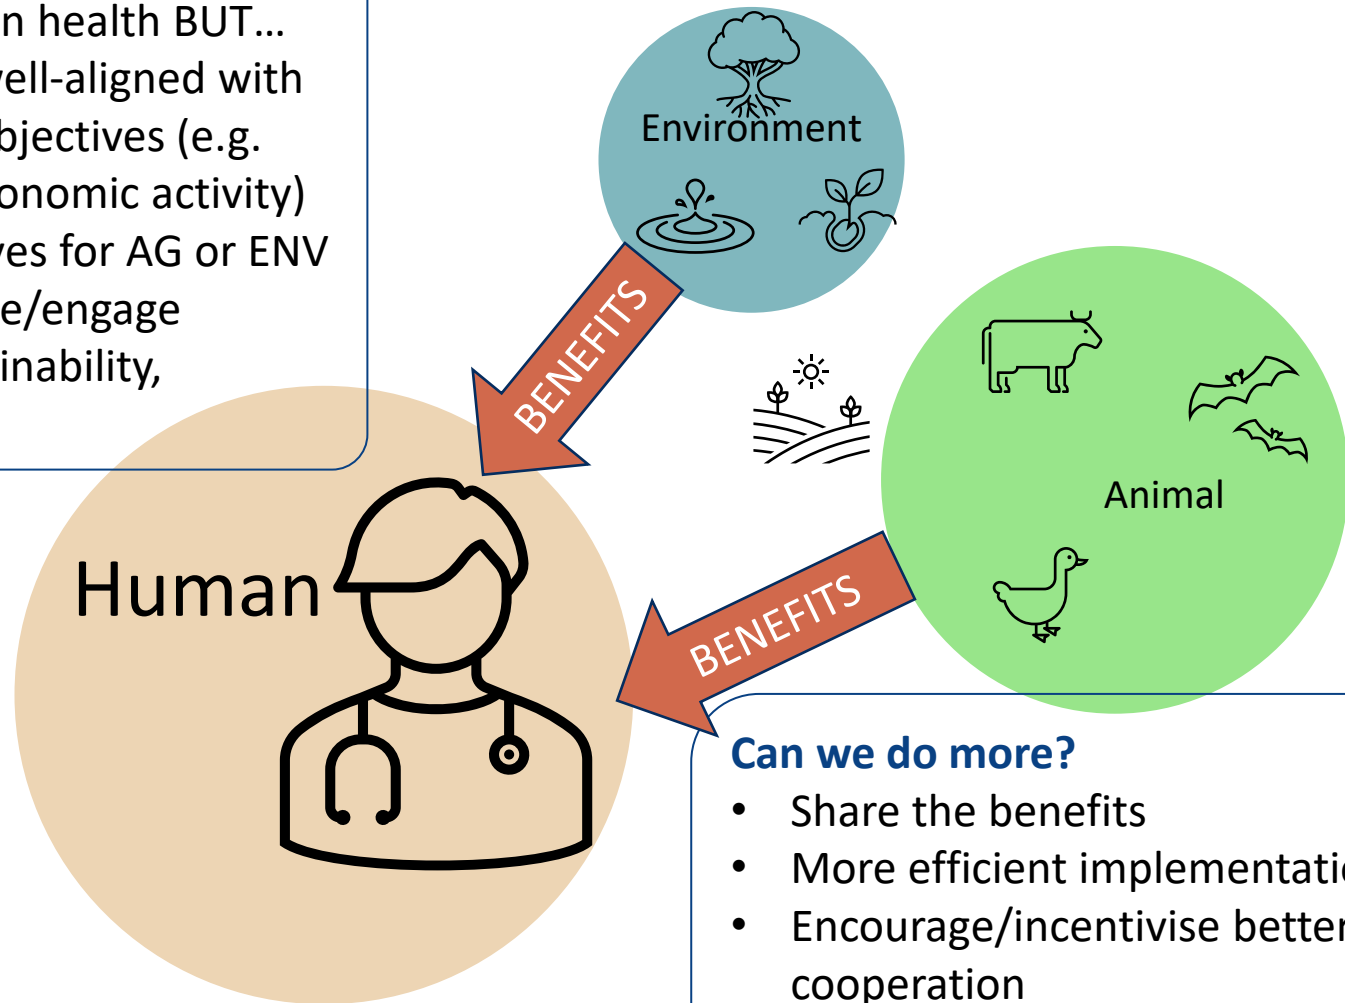 n health BUT…
well-aligned with
bjectives (e.g.
onomic activity)
ves for AG or ENV
e/engage
inability,
Environment
BENEFITS
Animal
Human
BENEFITS
Can we do more?
• Share the benefits
• More efficient implementati
• Encourage/incentivise better
cooperation